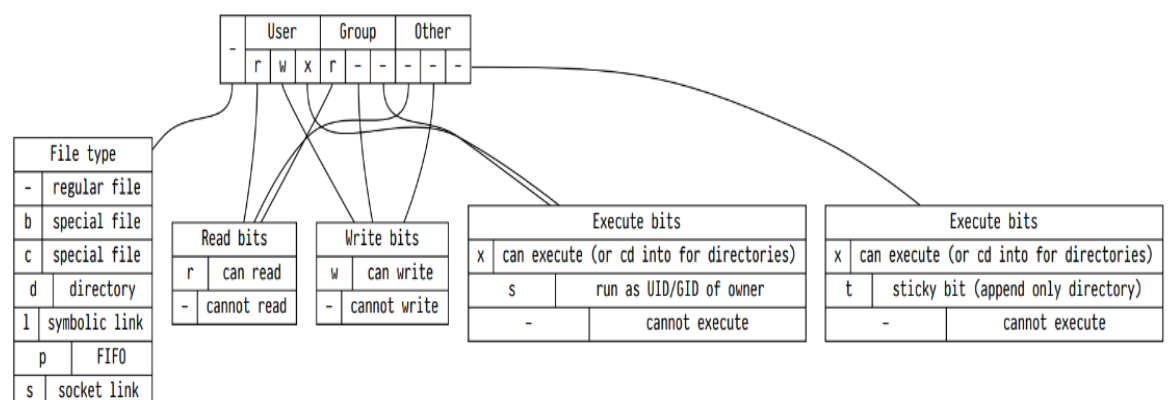 - User Group Other
r w x r - - - - -
File type
- regular file
b special file
c special file
d directory
l symbolic link
p FIFO
s socket link
Read bits
r can read
- cannot read
Write bits
w can write
- cannot write
Execute bits
x can execute (or cd into for directories)
s run as UID/GID of owner
- cannot execute
Execute bits
x can execute (or cd into for directories)
t sticky bit (append only directory)
- cannot execute